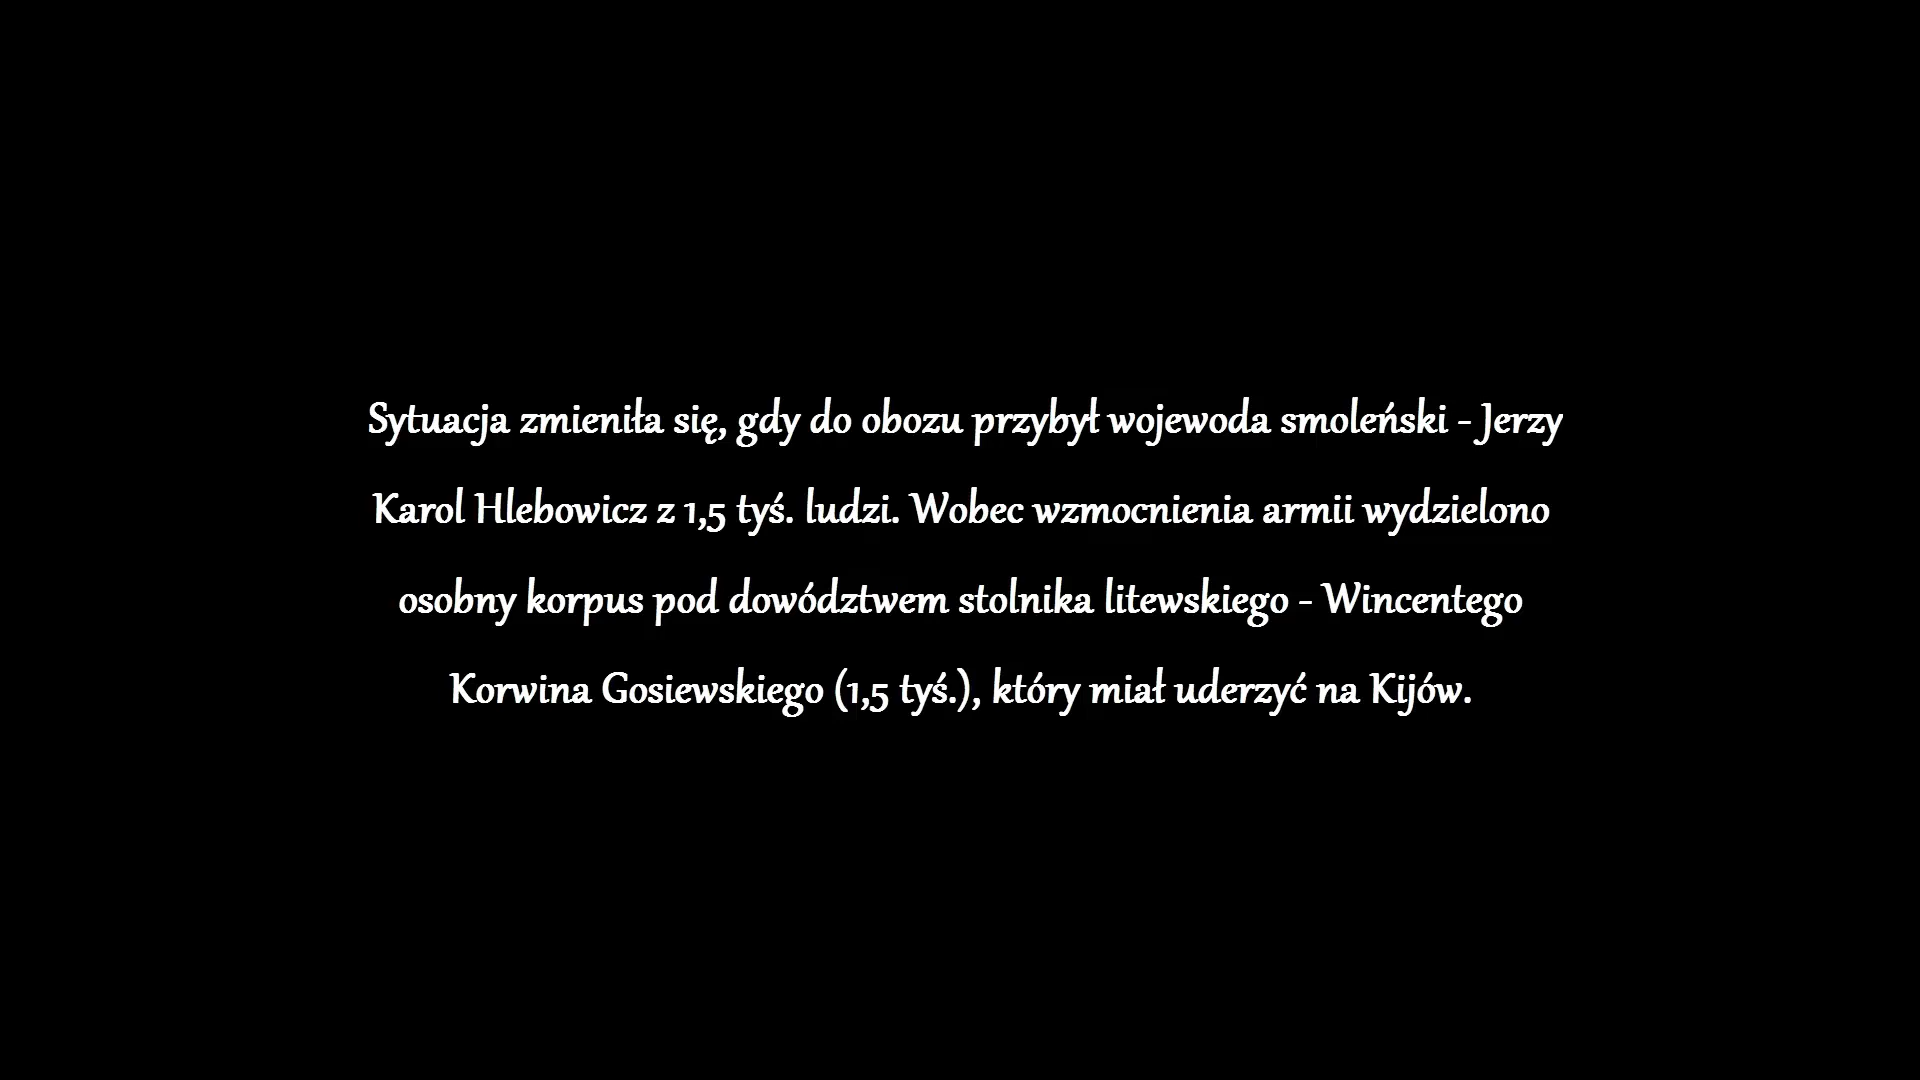 Sytuacja zmieniła się, gdy do obozu przybył wojewoda smoleński - Jerzy
Karol Hlebowicz z 1,5 tyś. ludzi. Wobec wzmocnienia armii wydzielono
osobny korpus pod dowództwem stolnika litewskiego - Wincentego
Korwina Gosiewskiego (1,5 tyś.), który miał uderzyć na Kijów.